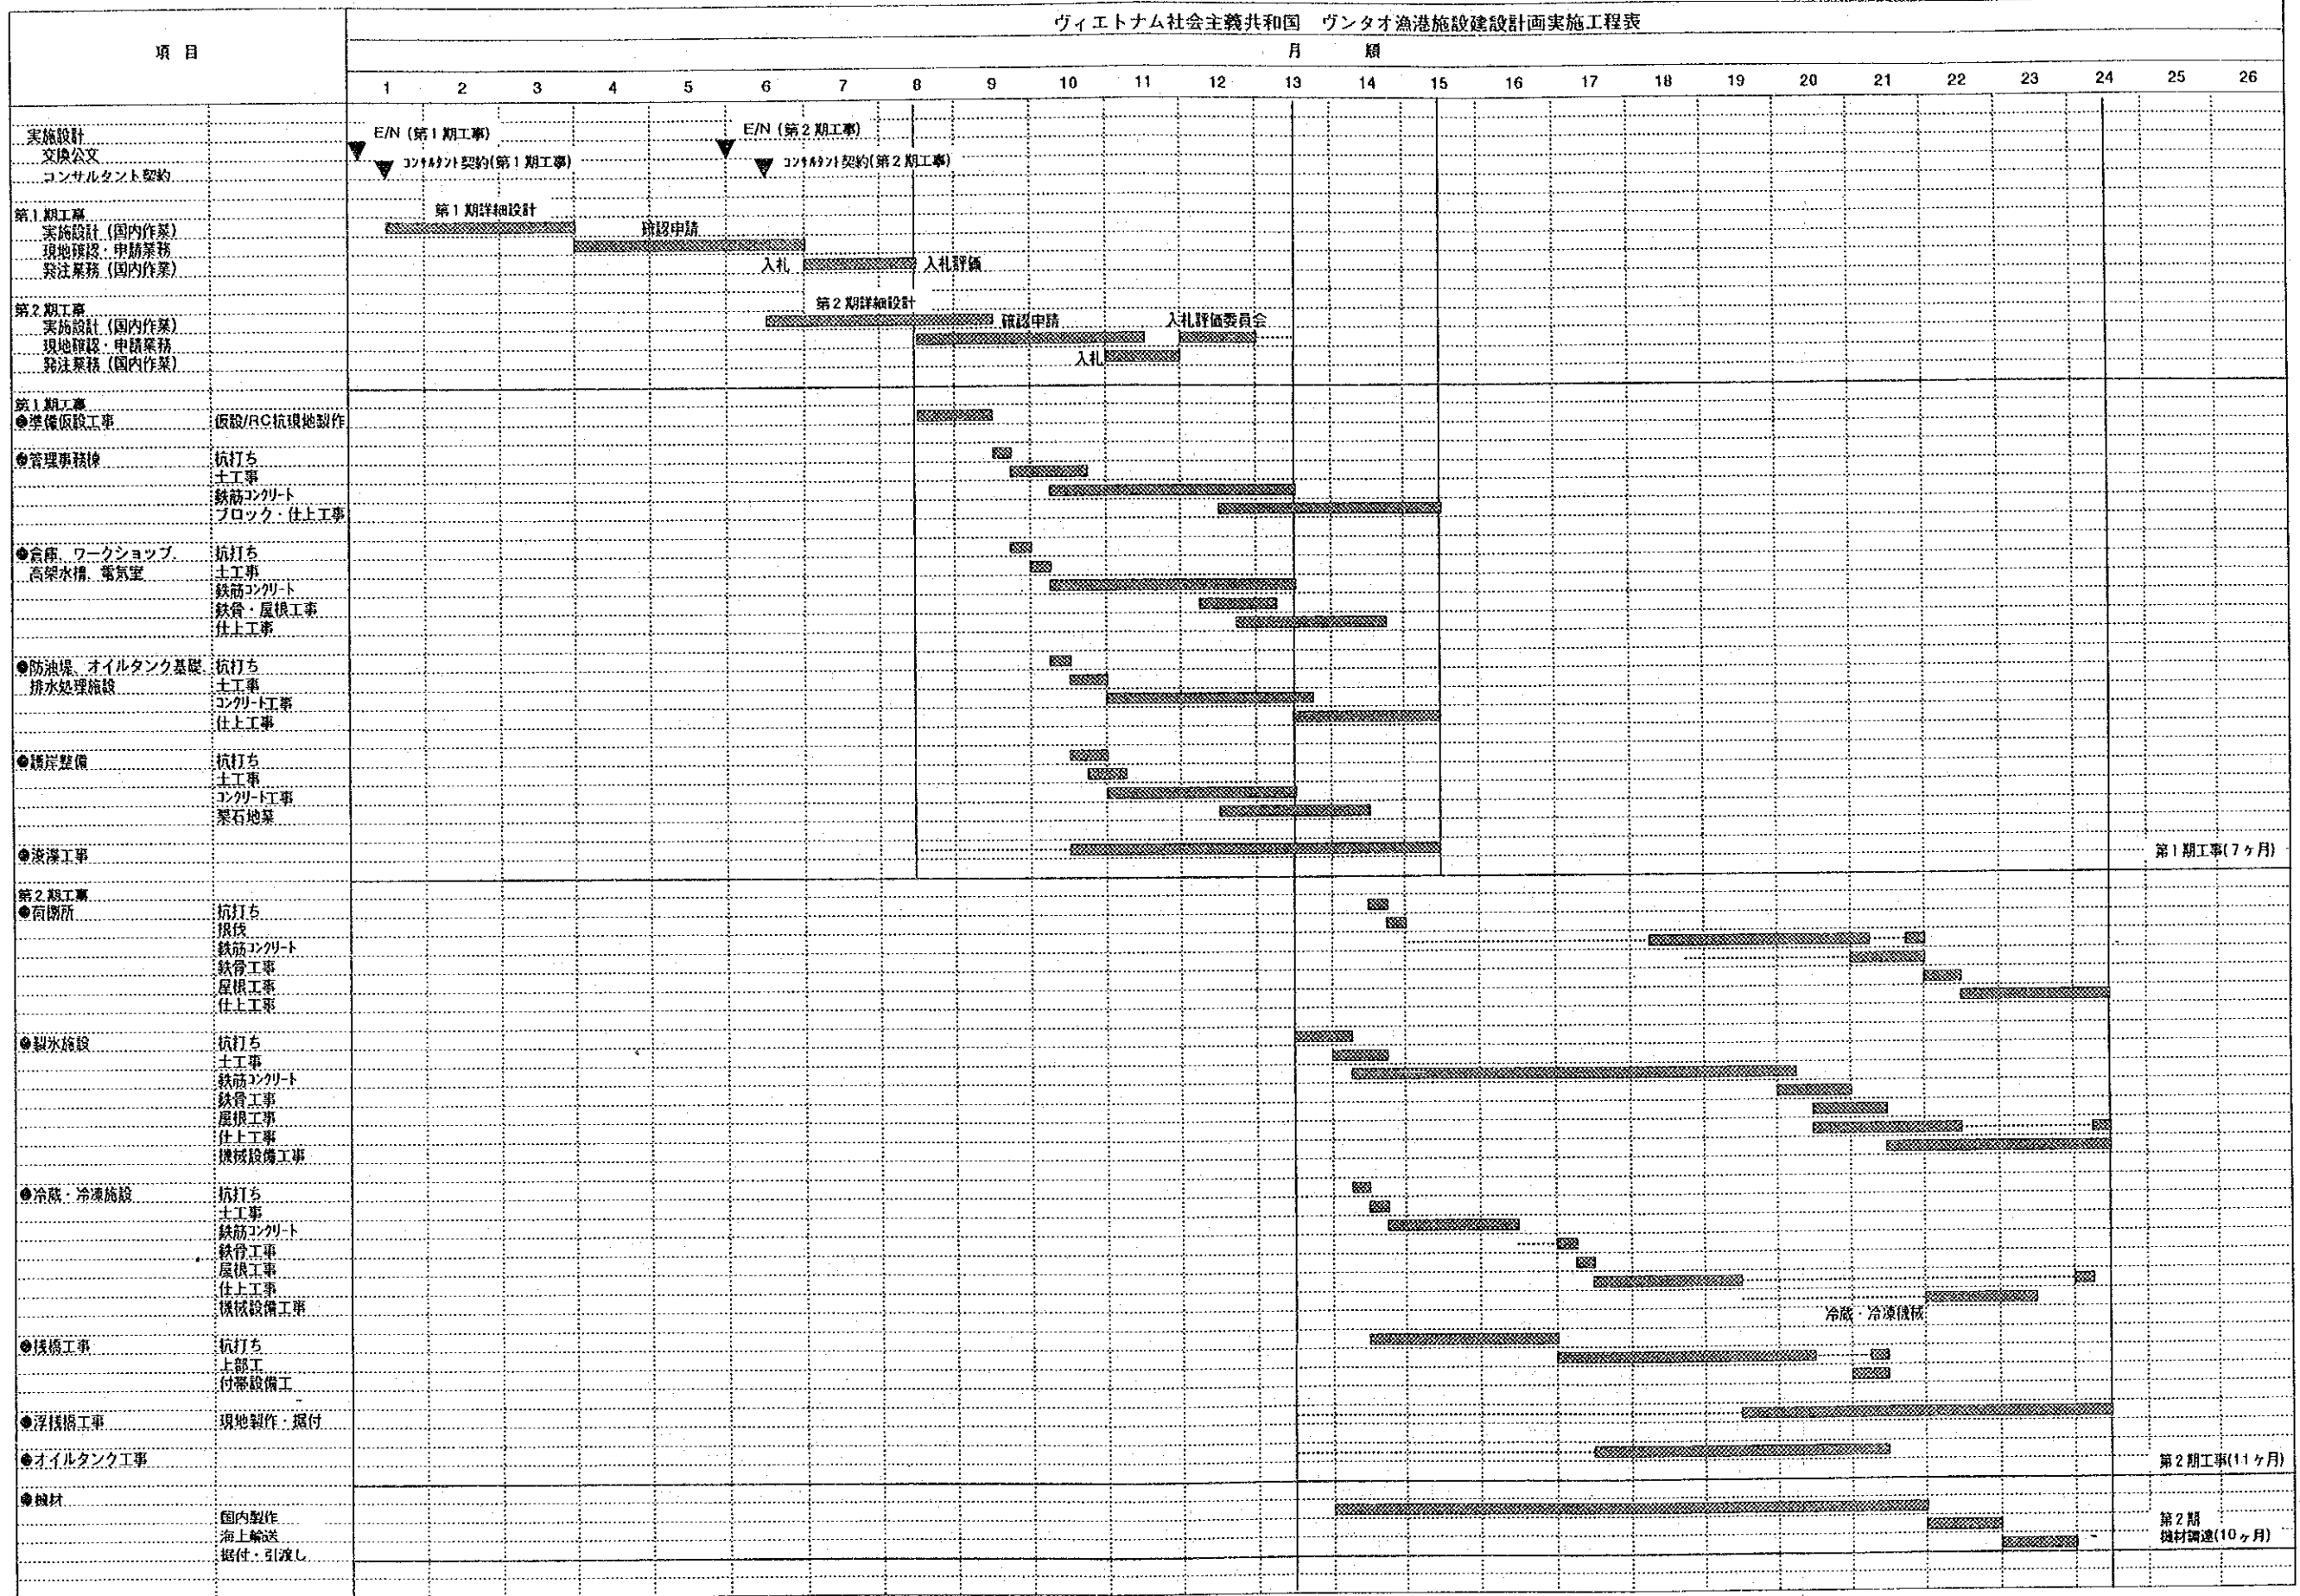 ヴィエトナム社会主義共和国 ヴンタオ漁港施設建設計画実施工程表
項 目
月 順
1 2 3 4 5 6 7 8 9 10 11 12 13 14 15 16 17 18 19 20 21 22 23 24 25 26
実施設計
E/N (第1期工事) E/N (第2期工事)
交換公文
コンサルタント契約(第1期工事) コンサルタント契約(第2期工事)
コンサルタント契約
第1期工事
第1期詳細設計
実施設計 (国内作業)
確認申請
現地確認・申請業務
発注業務 (国内作業) 入札 入札評価
第2期工事
第2期詳細設計
実施設計 (国内作業)
確認申請 入札評価委員会
現地確認・申請業務
発注業務 (国内作業) 入札
第1期工事
●準備仮設工事 仮設/RC杭現地製作
●管理事務棟 杭打ち
土工事
鉄筋コンクリート
ブロック・仕上工事
●倉庫、ワークショップ、 杭打ち
高架水槽、電気室 土工事
鉄筋コンクリート
鉄骨・屋根工事
仕上工事
●防油堤、オイルタンク基礎、 杭打ち
排水処理施設 土工事
コンクリート工事
仕上工事
●護岸整備 杭打ち
土工事
コンクリート工事
●浚渫工事 第1期工事(7ヶ月)
第2期工事
●荷捌所 杭打ち
鉄筋コンクリート
鉄骨工事
屋根工事
仕上工事
●製氷施設 杭打ち
土工事
鉄筋コンクリート
鉄骨工事
屋根工事
仕上工事
機械設備工事
●冷蔵・冷凍施設 杭打ち
土工事
鉄筋コンクリート
鉄骨工事
屋根工事
仕上工事
機械設備工事 冷蔵・冷凍機械
●桟橋工事 杭打ち
上部工
付帯設備工
●浮桟橋工事 現地製作・据付
●オイルタンク工事 第2期工事(11ヶ月)
●機材
国内製作 第2期
海上輸送 機材調達(10ヶ月)
据付・引渡し